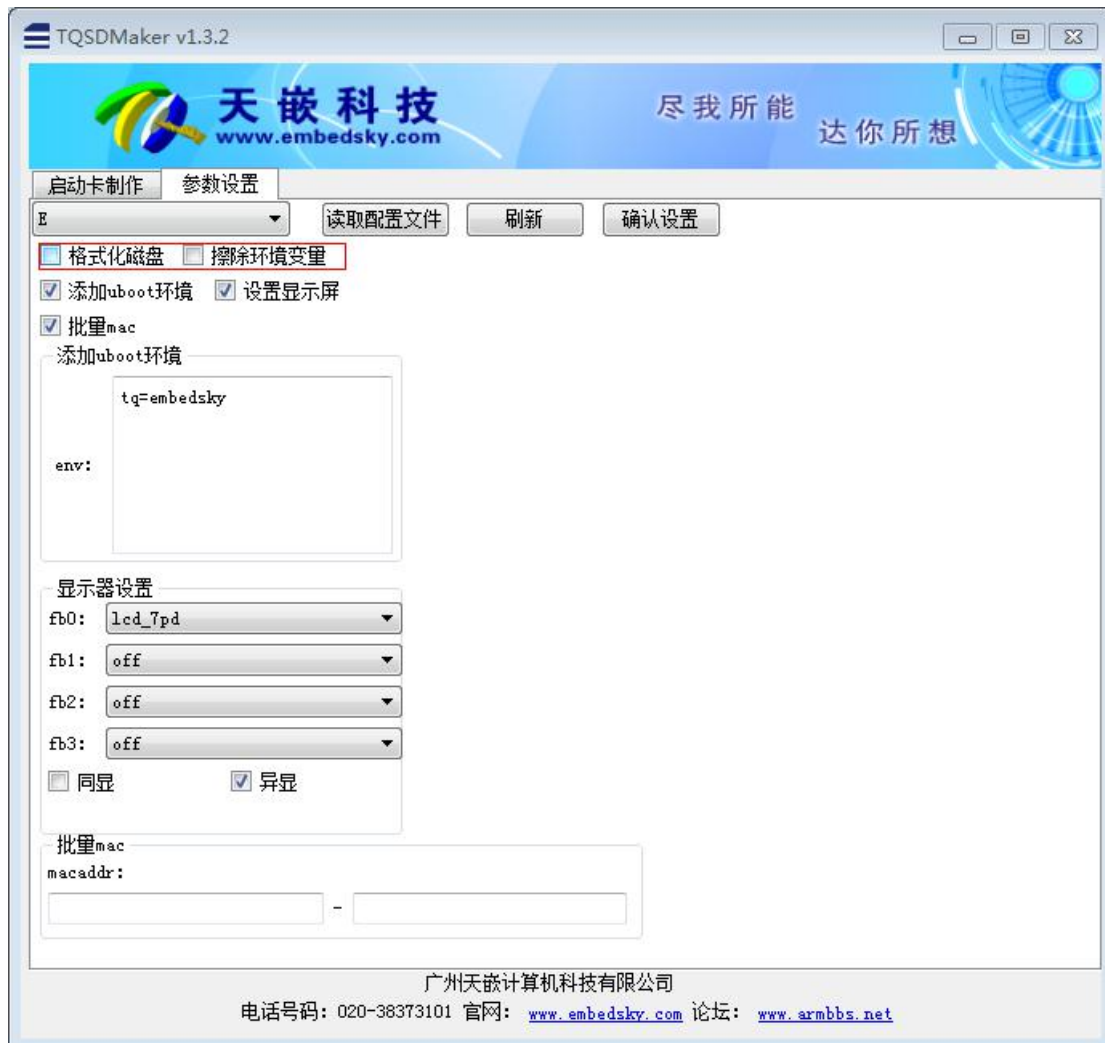 TQSDMaker v1.3.2
天嵌科技
www.embedsky.com
尽我所能
达你所想
启动卡制作 参数设置
E 读取配置文件 刷新 确认设置
格式化磁盘 擦除环境变量
添加uboot环境 设置显示屏
批量mac
添加uboot环境
tq=embedsky
env:
显示器设置
fb0: lcd_7pd
fb1: off
fb2: off
fb3: off
同显 异显
批量mac
macaddr:
-
广州天嵌计算机科技有限公司
电话号码: 020-38373101 官网: www.embedsky.com 论坛: www.armbbs.net